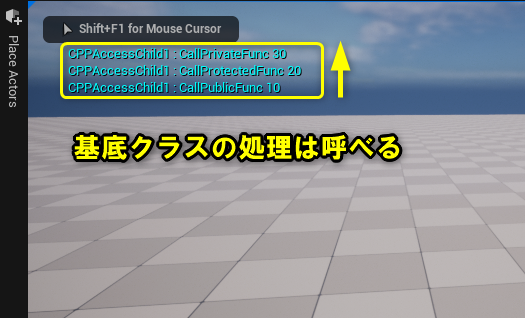 Place Actors
Shift+F1 for Mouse Cursor
CPPAccessChild1 : CallPrivateFunc 30
CPPAccessChild1 : CallProtectedFunc 20
CPPAccessChild1 : CallPublicFunc 10
基底クラスの処理は呼べる